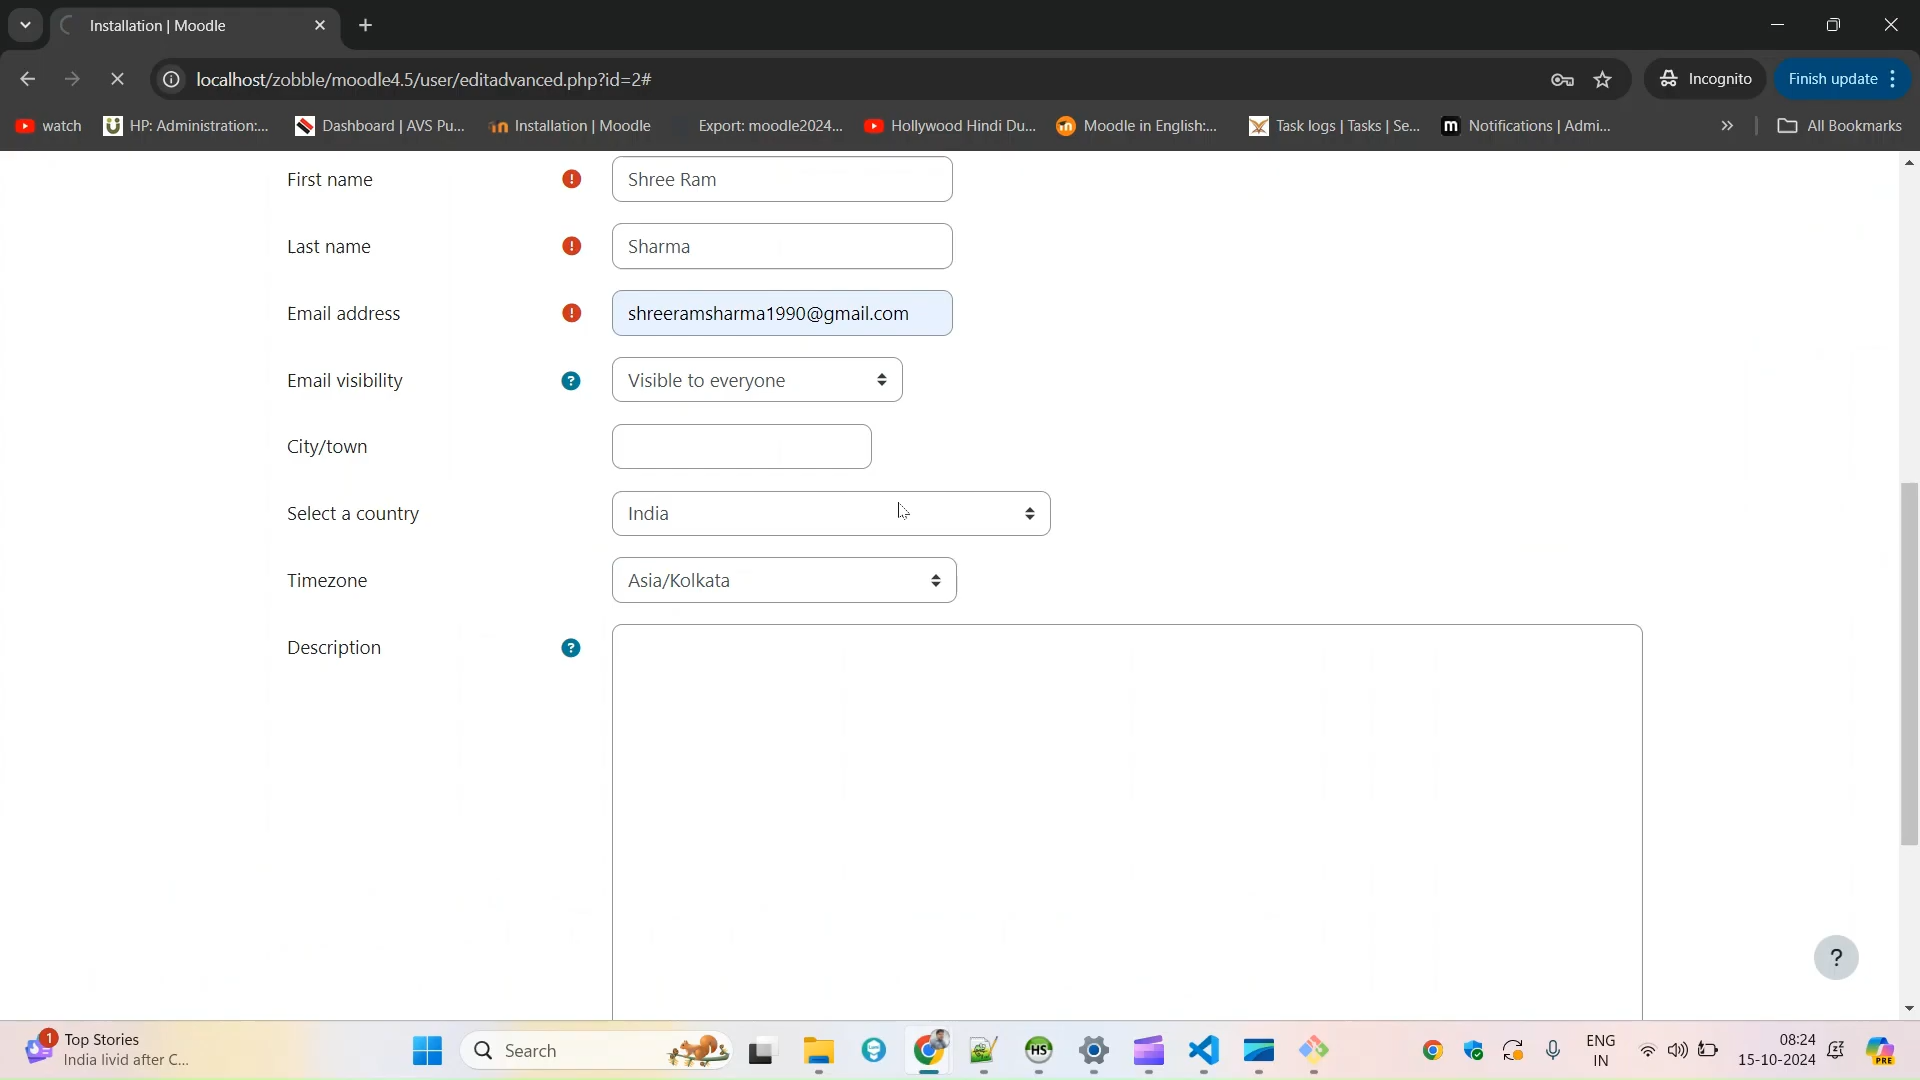 Installation | Moodle
localhost/zobble/moodle4.5/user/editadvanced.php?id=2#
Incognito
Finish update
watch
HP: Administration:...
Dashboard | AVS Pu...
Installation | Moodle
Export: moodle2024...
Hollywood Hindi Du...
Moodle in English:...
Task logs | Tasks | Se...
Notifications | Admi...
All Bookmarks
First name
Shree Ram
Last name
Sharma
Email address
shreeramsharma1990@gmail.com
Email visibility
Visible to everyone
City/town
Select a country
India
Timezone
Asia/Kolkata
Description
?
1
Top Stories
India livid after C...
Search
HS
ENG
IN
08:24
15-10-2024
PRE